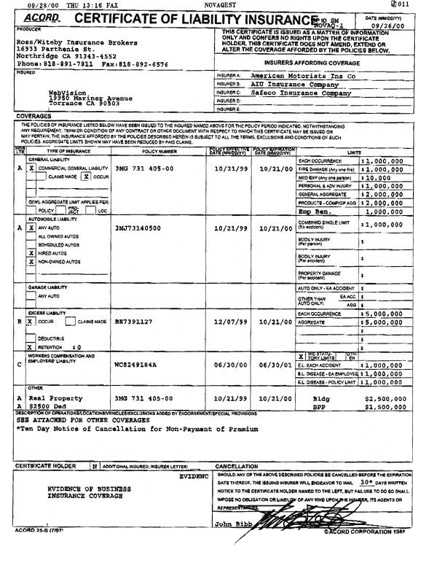 09/28/00 THU 13:16 FAX NOVAQEST 011
ACORD. CERTIFICATE OF LIABILITY INSURANCE
DATE (MM/DD/YY)
09/26/00
PRODUCER
Ross/Witeby Insurance Brokers
16933 Parthenia St.
Northridge CA 91343-6552
Phone:818-891-7811 Fax:818-892-6576
THIS CERTIFICATE IS ISSUED AS A MATTER OF INFORMATION
ONLY AND CONFERS NO RIGHTS UPON THE CERTIFICATE
HOLDER. THIS CERTIFICATE DOES NOT AMEND, EXTEND OR
ALTER THE COVERAGE AFFORDED BY THE POLICIES BELOW.
INSURERS AFFORDING COVERAGE
INSURED
WebVision
19950 Mariner Avenue
Torrance CA 90503
INSURER A: American Motorists Ins Co
INSURER B: AIU Insurance Company
INSURER C: Safeco Insurance Company
INSURER D:
INSURER E:
COVERAGES
THE POLICIES OF INSURANCE LISTED BELOW HAVE BEEN ISSUED TO THE INSURED NAMED ABOVE FOR THE POLICY PERIOD INDICATED. NOTWITHSTANDING
ANY REQUIREMENT, TERM OR CONDITION OF ANY CONTRACT OR OTHER DOCUMENT WITH RESPECT TO WHICH THIS CERTIFICATE MAY BE ISSUED OR
MAY PERTAIN, THE INSURANCE AFFORDED BY THE POLICIES DESCRIBED HEREIN IS SUBJECT TO ALL THE TERMS, EXCLUSIONS AND CONDITIONS OF SUCH
POLICIES. AGGREGATE LIMITS SHOWN MAY HAVE BEEN REDUCED BY PAID CLAIMS.
INSR LTR TYPE OF INSURANCE POLICY NUMBER POLICY EFFECTIVE DATE (MM/DD/YY) POLICY EXPIRATION DATE (MM/DD/YY) LIMITS
GENERAL LIABILITY EACH OCCURRENCE $1,000,000
A X COMMERCIAL GENERAL LIABILITY 3MG 731 405-00 10/21/99 10/21/00 FIRE DAMAGE (Any one fire) $1,000,000
CLAIMS MADE X OCCUR MED EXP (Any one person) $10,000
PERSONAL & ADV INJURY $1,000,000
GENERAL AGGREGATE $2,000,000
GEN'L AGGREGATE LIMIT APPLIES PER: PRODUCTS - COMP/OP AGG $2,000,000
POLICY PROJECT LOC Emp Ben. 1,000,000
AUTOMOBILE LIABILITY
A X ANY AUTO 3MJ73240500 10/21/99 10/21/00 COMBINED SINGLE LIMIT (Ea accident) $1,000,000
ALL OWNED AUTOS
SCHEDULED AUTOS BODILY INJURY (Per person) $
X HIRED AUTOS
X NON-OWNED AUTOS BODILY INJURY (Per accident) $
PROPERTY DAMAGE (Per accident) $
GARAGE LIABILITY AUTO ONLY - EA ACCIDENT $
ANY AUTO OTHER THAN AUTO ONLY: EA ACC $
AGG $
EXCESS LIABILITY EACH OCCURRENCE $5,000,000
B X OCCUR CLAIMS MADE BE7391127 12/07/99 10/21/00 AGGREGATE $5,000,000
DEDUCTIBLE
X RETENTION $0
WORKERS COMPENSATION AND EMPLOYERS' LIABILITY X WC STATUTORY LIMITS OTHER
C WC8249184A 06/30/00 06/30/01 E.L. EACH ACCIDENT $1,000,000
E.L. DISEASE - EA EMPLOYEE $1,000,000
E.L. DISEASE - POLICY LIMIT $1,000,000
OTHER
A Real Property 3MG 731 405-00 10/21/99 10/21/00 Bldg $2,500,000
A $2500 Ded BPP $1,500,000
DESCRIPTION OF OPERATIONS/LOCATIONS/VEHICLES/EXCLUSIONS ADDED BY ENDORSEMENT/SPECIAL PROVISIONS
SEE ATTACHED FOR OTHER COVERAGES
*Ten Day Notice of Cancellation for Non-Payment of Premium
CERTIFICATE HOLDER N ADDITIONAL INSURED; INSURER LETTER:
CANCELLATION
EVIDENC
EVIDENCE OF BUSINESS
INSURANCE COVERAGE
SHOULD ANY OF THE ABOVE DESCRIBED POLICIES BE CANCELLED BEFORE THE EXPIRATION
DATE THEREOF, THE ISSUING INSURER WILL ENDEAVOR TO MAIL 30* DAYS WRITTEN
NOTICE TO THE CERTIFICATE HOLDER NAMED TO THE LEFT, BUT FAILURE TO DO SO SHALL
IMPOSE NO OBLIGATION OR LIABILITY OF ANY KIND UPON THE INSURER, ITS AGENTS OR
REPRESENTATIVES.
John Bibb
ACORD 25-S (7/97) ©ACORD CORPORATION 1988